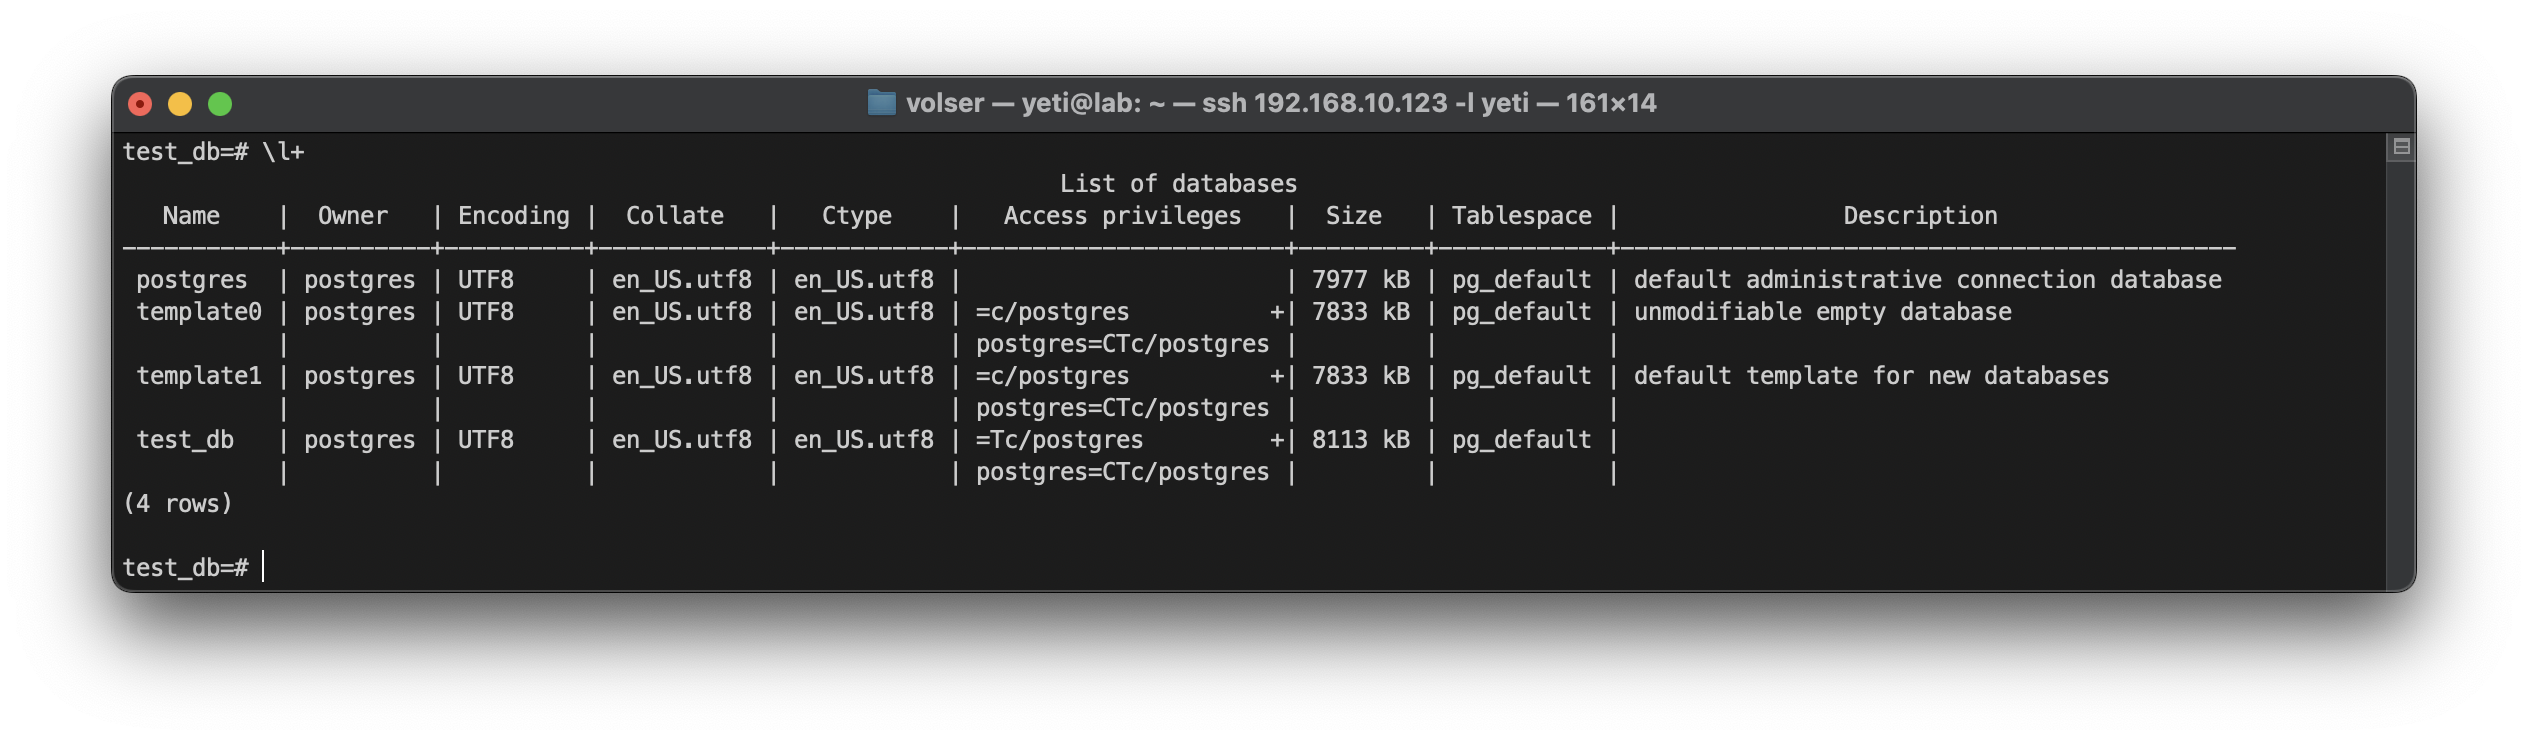 volser — yeti@lab: ~ — ssh 192.168.10.123 -l yeti — 161×14
test_db=# \l+
                                                                   List of databases
   Name    |  Owner   | Encoding |  Collate   |   Ctype    |   Access privileges   |  Size   | Tablespace |                Description
-----------+----------+----------+------------+------------+-----------------------+---------+------------+--------------------------------------------
 postgres  | postgres | UTF8     | en_US.utf8 | en_US.utf8 |                       | 7977 kB | pg_default | default administrative connection database
 template0 | postgres | UTF8     | en_US.utf8 | en_US.utf8 | =c/postgres          +| 7833 kB | pg_default | unmodifiable empty database
           |          |          |            |            | postgres=CTc/postgres |         |            |
 template1 | postgres | UTF8     | en_US.utf8 | en_US.utf8 | =c/postgres          +| 7833 kB | pg_default | default template for new databases
           |          |          |            |            | postgres=CTc/postgres |         |            |
 test_db   | postgres | UTF8     | en_US.utf8 | en_US.utf8 | =Tc/postgres         +| 8113 kB | pg_default |
           |          |          |            |            | postgres=CTc/postgres |         |            |
(4 rows)
test_db=#